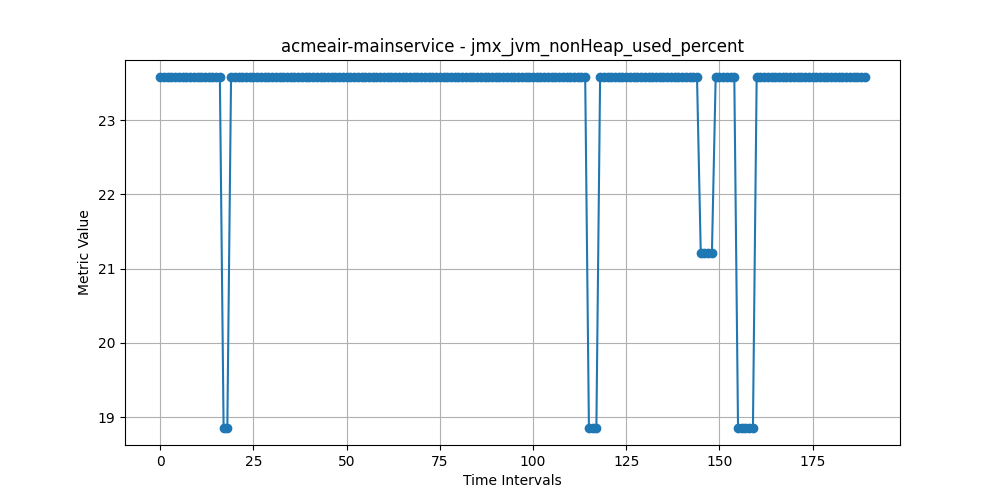 acmeair-mainservice - jmx_jvm_nonHeap_used_percent
Metric Value
23
22
21
20
19
0 25 50 75 100 125 150 175
Time Intervals